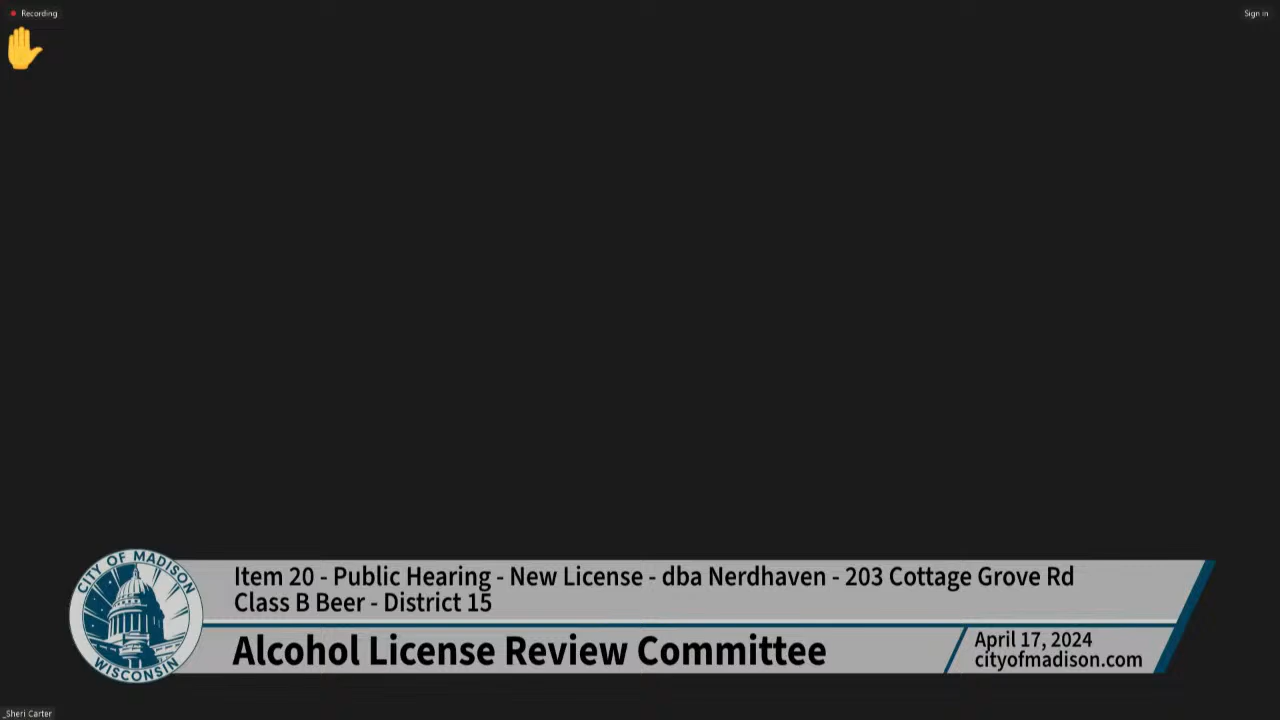 Recording
Sign in
CITY OF MADISON
WISCONSIN
Item 20 - Public Hearing - New License - dba Nerdhaven - 203 Cottage Grove Rd
Class B Beer - District 15
Alcohol License Review Committee
April 17, 2024
cityofmadison.com
_Sheri Carter